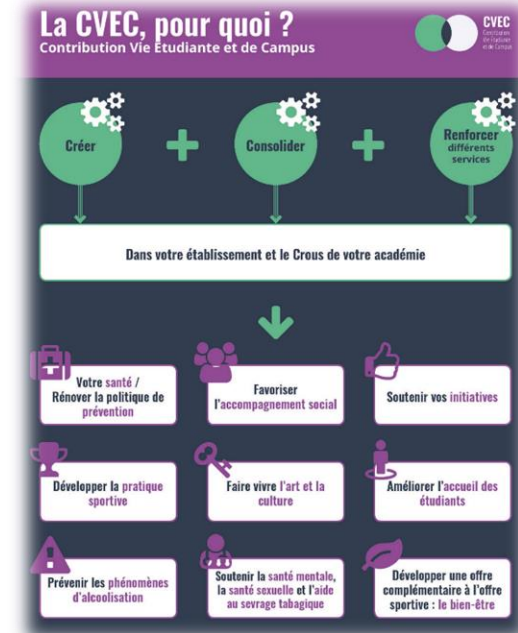 La CVEC, pour quoi ?
Contribution Vie Étudiante et de Campus
CVEC
Contribution
de Campus
Créer
Consolider
Renforcer
différents
services
Dans votre établissement et le Crous de votre académie
Votre santé /
Rénover la politique de
prévention
Favoriser
l'accompagnement social
Soutenir vos initiatives
Développer la pratique
sportive
Faire vivre l'art et la
culture
Améliorer l'accueil des
étudiants
Prévenir les phénomènes
d'alcoolisation
Soutenir la santé mentale,
la santé sexuelle et l'aide
au sevrage tabagique
Développer une offre
complémentaire à l'offre
sportive : le bien-être